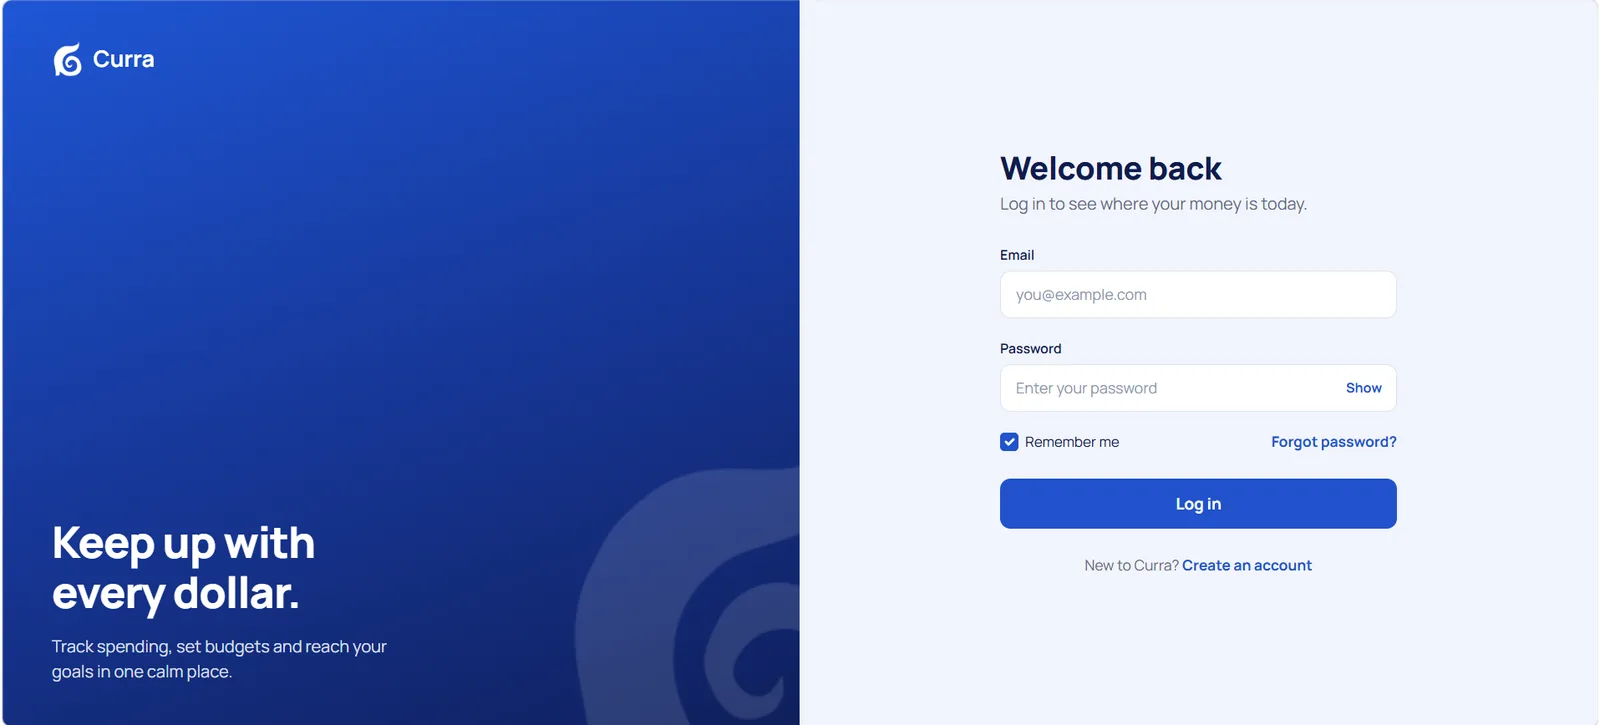 Curra
Keep up with
every dollar.
Track spending, set budgets and reach your
goals in one calm place.
Welcome back
Log in to see where your money is today.
Email
you@example.com
Password
Enter your password
Show
Remember me
Forgot password?
Log in
New to Curra? Create an account